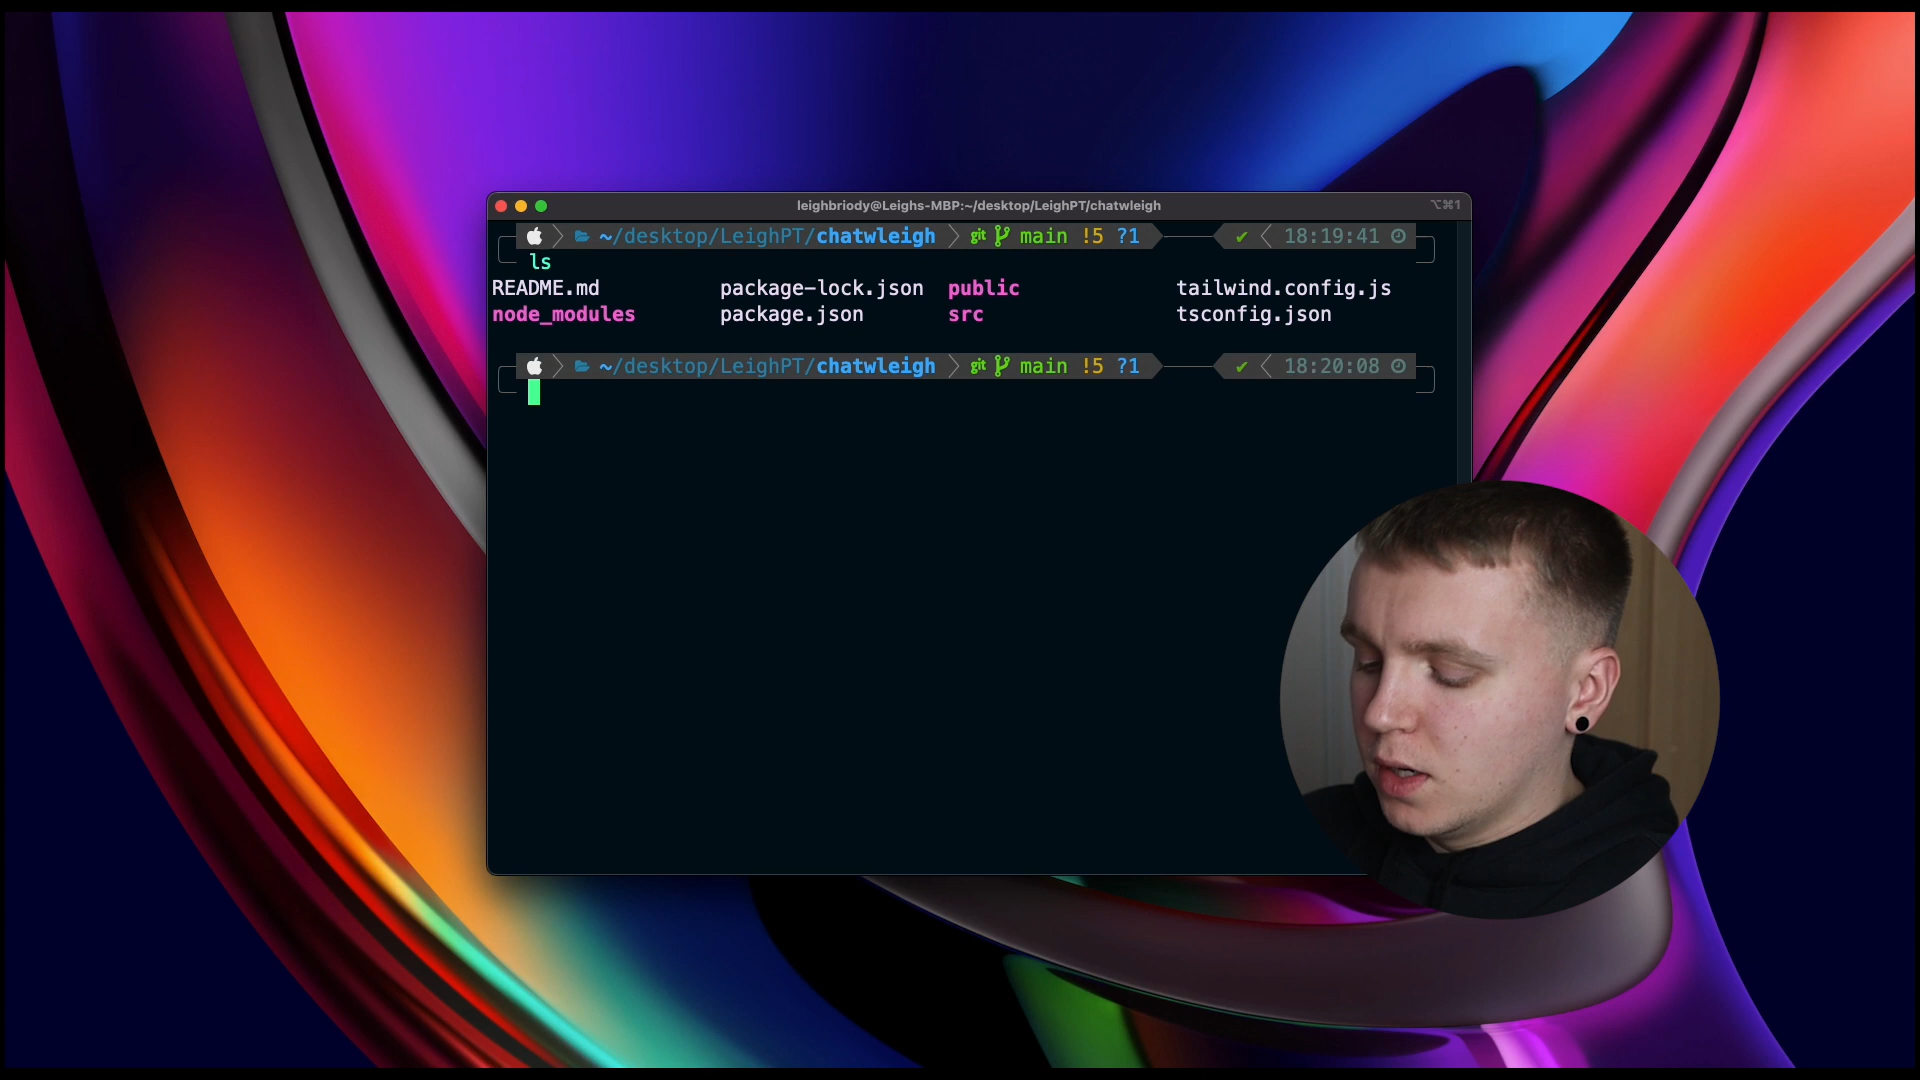 leighbriody@Leighs-MBP:~/desktop/LeighPT/chatwleigh ⌥⌘1
~/desktop/LeighPT/chatwleigh git main !5 ?1 ✔ 18:19:41
ls
README.md package-lock.json public tailwind.config.js
node_modules package.json src tsconfig.json
~/desktop/LeighPT/chatwleigh git main !5 ?1 ✔ 18:20:08